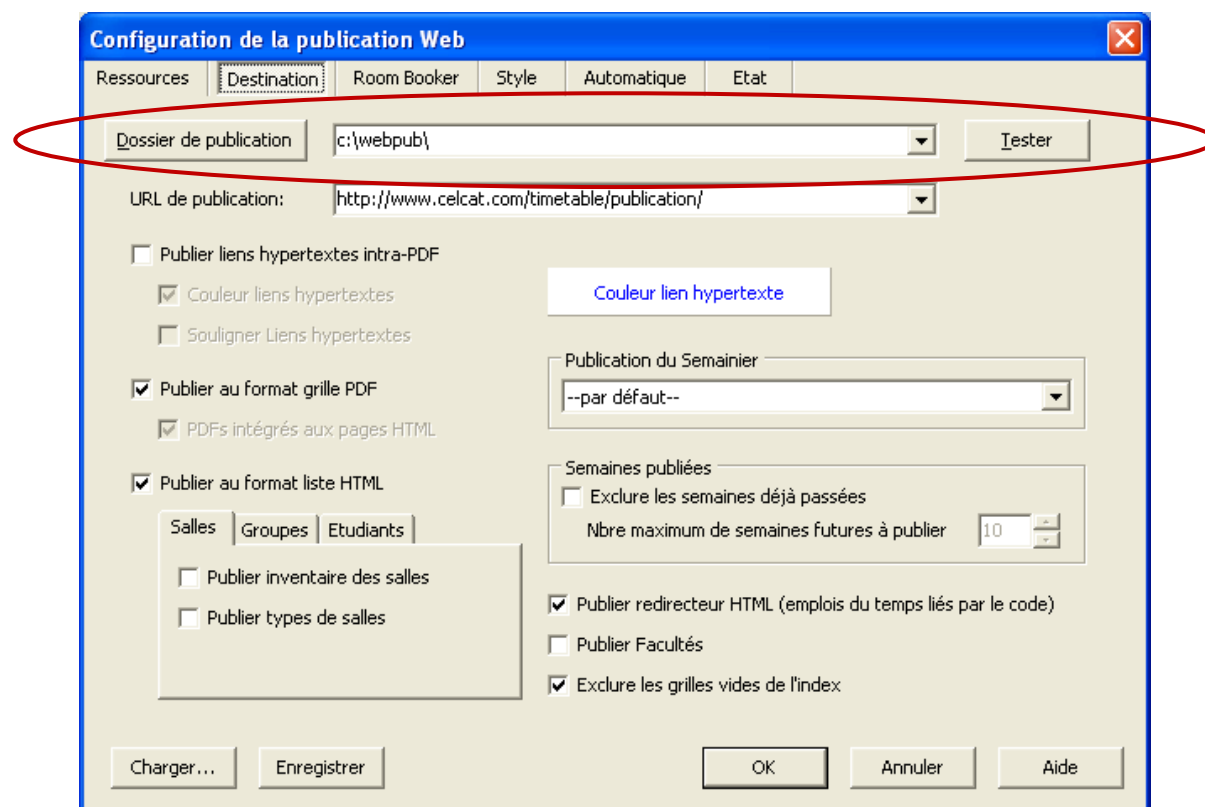 Configuration de la publication Web
Ressources Destination Room Booker Style Automatique Etat
Dossier de publication c:\webpub\ Tester
URL de publication: http://www.celcat.com/timetable/publication/
Publier liens hypertextes intra-PDF
Couleur liens hypertextes Couleur lien hypertexte
Souligner Liens hypertextes
Publication du Semainier
Publier au format grille PDF --par défaut--
PDFs intégrés aux pages HTML
Semaines publiées
Publier au format liste HTML Exclure les semaines déjà passées
Salles Groupes Etudiants Nbre maximum de semaines futures à publier 10
Publier inventaire des salles
Publier types de salles Publier redirecteur HTML (emplois du temps liés par le code)
Publier Facultés
Exclure les grilles vides de l'index
Charger... Enregistrer OK Annuler Aide